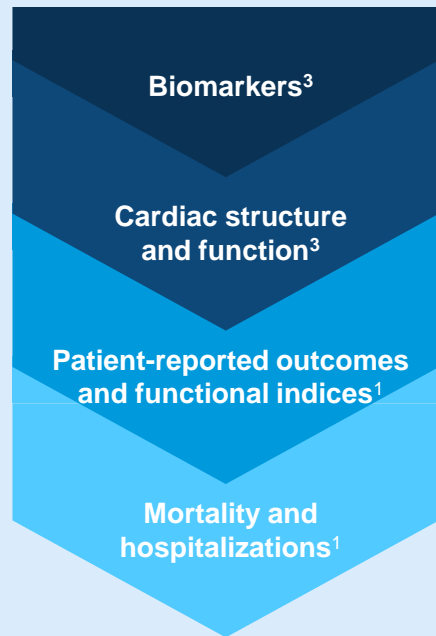 Biomarkers³
Cardiac structure
and function³
Patient-reported outcomes
and functional indices¹
Mortality and
hospitalizations¹